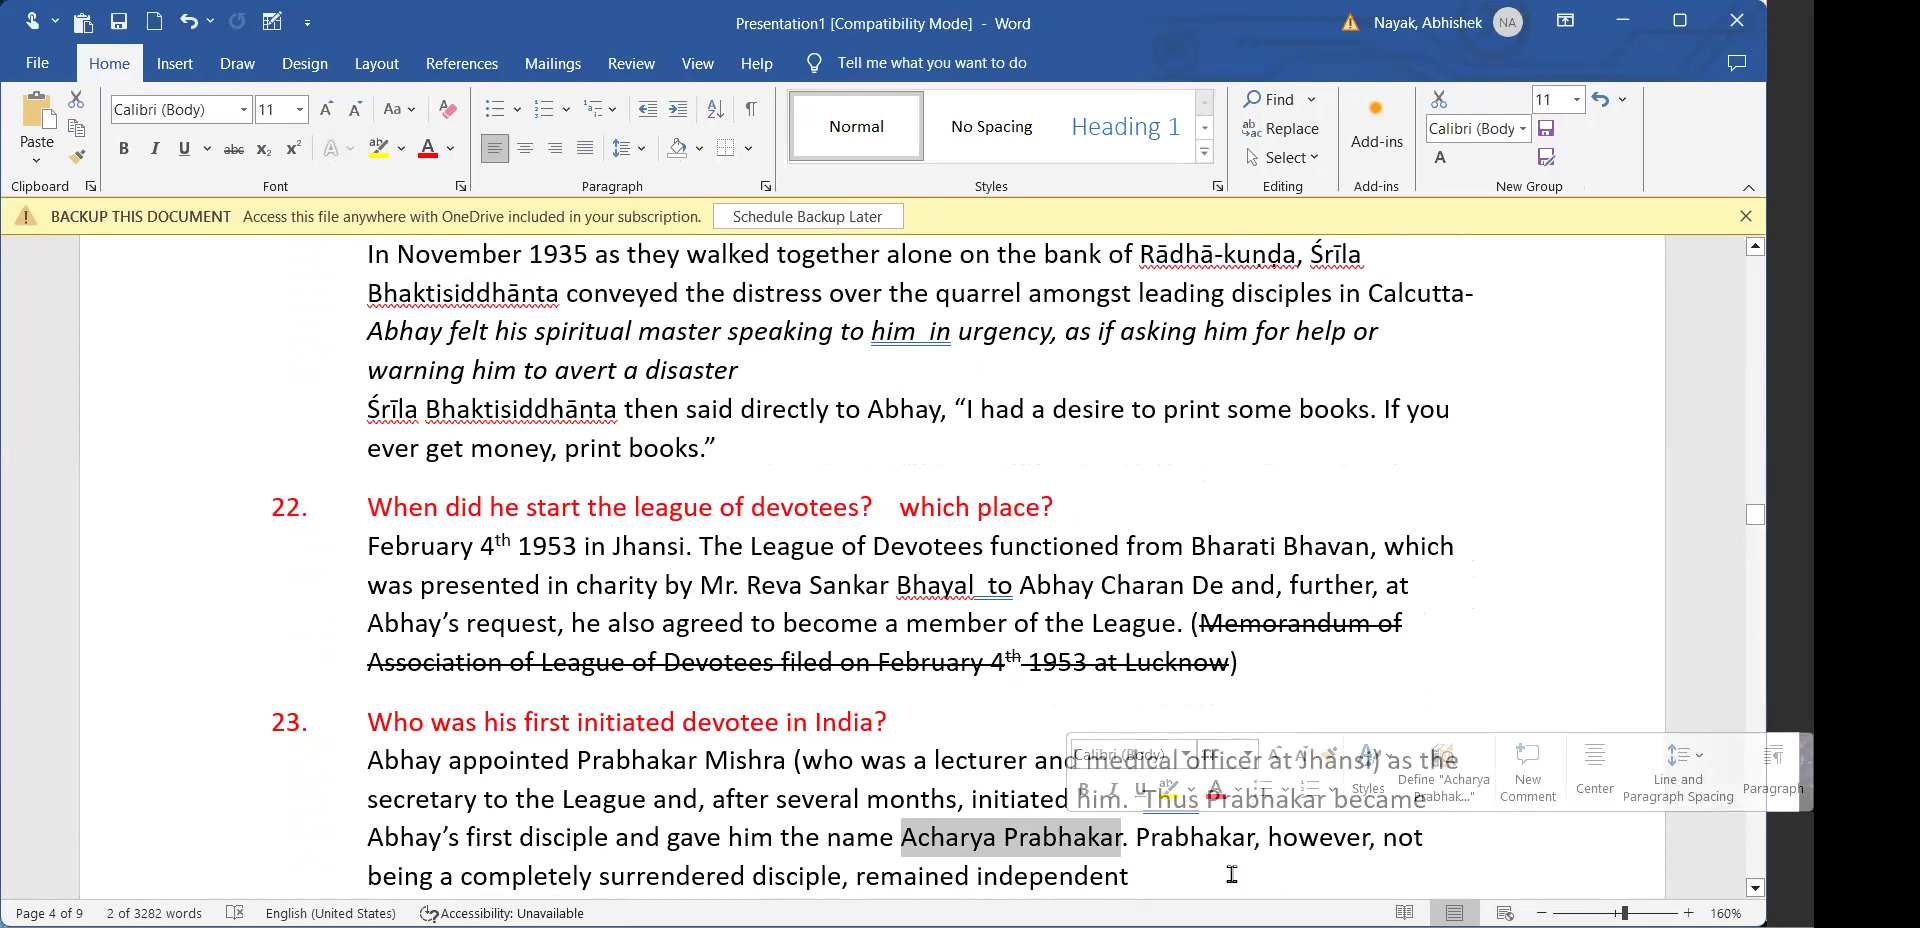 Presentation1 [Compatibility Mode] - Word
Nayak, Abhishek NA
File Home Insert Draw Design Layout References Mailings Review View Help Tell me what you want to do
Calibri (Body) 11 Aa
Normal No Spacing Heading 1
Find
Replace
Select
Paste
Add-ins
11
Calibri (Body
Clipboard Font Paragraph Styles Editing Add-ins New Group
BACKUP THIS DOCUMENT Access this file anywhere with OneDrive included in your subscription. Schedule Backup Later
In November 1935 as they walked together alone on the bank of Rādhā-kuṇḍa, Śrīla
Bhaktisiddhānta conveyed the distress over the quarrel amongst leading disciples in Calcutta-
Abhay felt his spiritual master speaking to him  in urgency, as if asking him for help or
warning him to avert a disaster
Śrīla Bhaktisiddhānta then said directly to Abhay, “I had a desire to print some books. If you
ever get money, print books.”
22. When did he start the league of devotees? which place?
February 4th 1953 in Jhansi. The League of Devotees functioned from Bharati Bhavan, which
was presented in charity by Mr. Reva Sankar Bhayal  to Abhay Charan De and, further, at
Abhay’s request, he also agreed to become a member of the League. (Memorandum of
Association of League of Devotees filed on February 4th 1953 at Lucknow)
23. Who was his first initiated devotee in India?
Abhay appointed Prabhakar Mishra (who was a lecturer and medical officer at Jhansi) as the
secretary to the League and, after several months, initiated him. Thus Prabhakar became
Abhay’s first disciple and gave him the name Acharya Prabhakar. Prabhakar, however, not
being a completely surrendered disciple, remained independent
Calibri (Body) 11
Styles
Define "Acharya
Prabhak..."
New
Comment
Center
Line and
Paragraph Spacing
Paragraph
Page 4 of 9 2 of 3282 words English (United States) Accessibility: Unavailable 160%